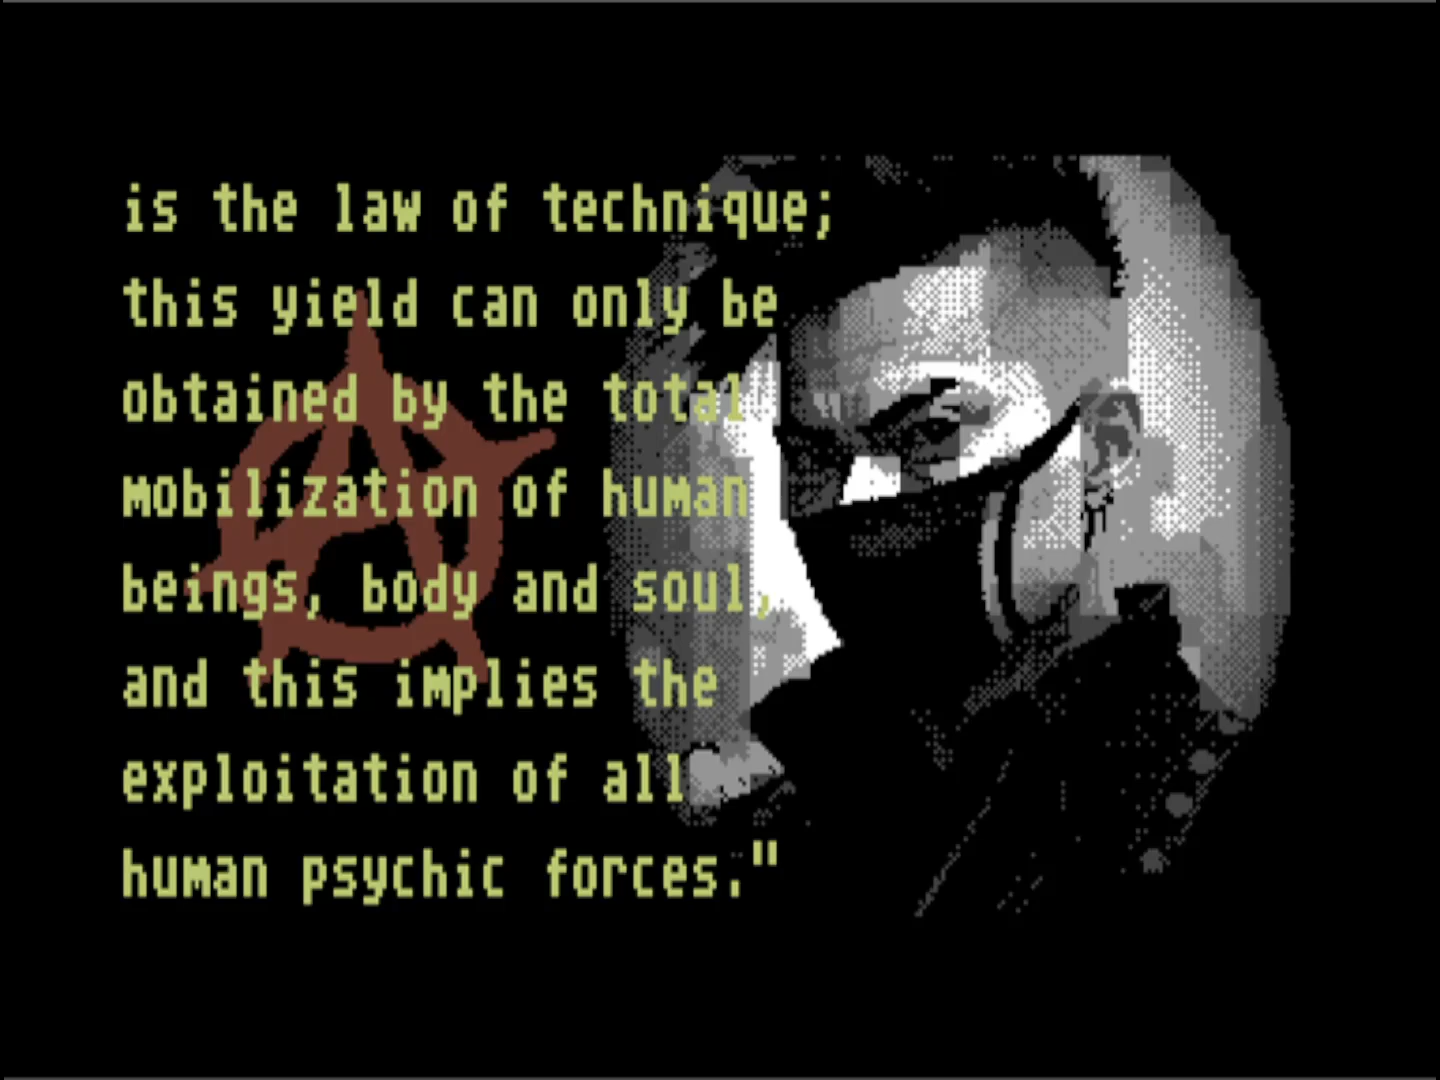 is the law of technique;
this yield can only be
obtained by the total
mobilization of human
beings, body and soul,
and this implies the
exploitation of all
human psychic forces."